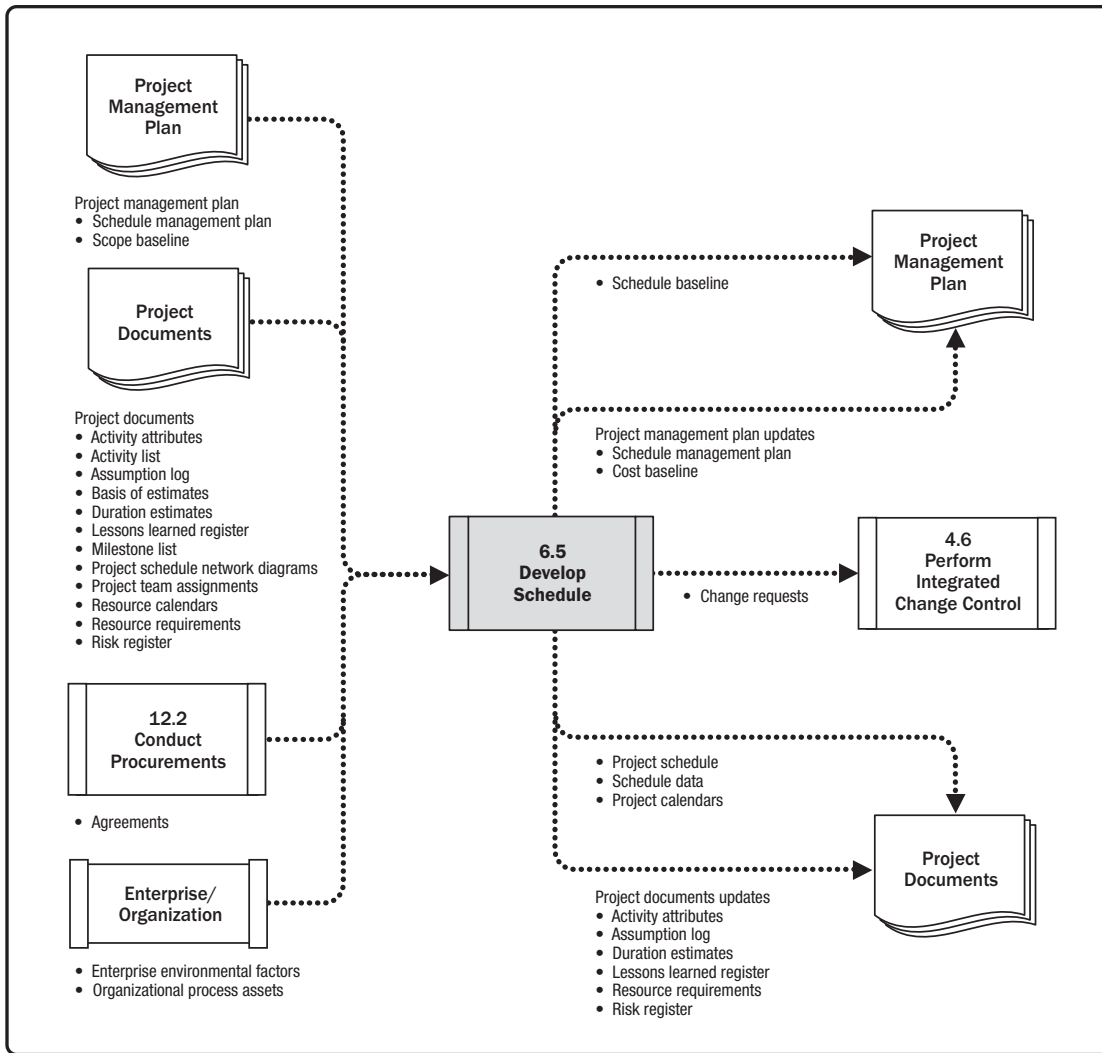 Project
Management
Plan
Project management plan
• Schedule management plan
• Scope baseline
Project
Documents
Project documents
• Activity attributes
• Activity list
• Assumption log
• Basis of estimates
• Duration estimates
• Lessons learned register
• Milestone list
• Project schedule network diagrams
• Project team assignments
• Resource calendars
• Resource requirements
• Risk register
12.2
Conduct
Procurements
• Agreements
Enterprise/
Organization
• Enterprise environmental factors
• Organizational process assets
6.5
Develop
Schedule
• Schedule baseline
Project
Management
Plan
Project management plan updates
• Schedule management plan
• Cost baseline
• Change requests
4.6
Perform
Integrated
Change Control
• Project schedule
• Schedule data
• Project calendars
Project
Documents
Project documents updates
• Activity attributes
• Assumption log
• Duration estimates
• Lessons learned register
• Resource requirements
• Risk register